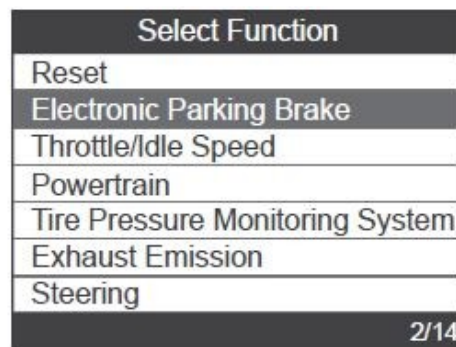 Select Function
Reset
Electronic Parking Brake
Throttle/Idle Speed
Powertrain
Tire Pressure Monitoring System
Exhaust Emission
Steering
2/14